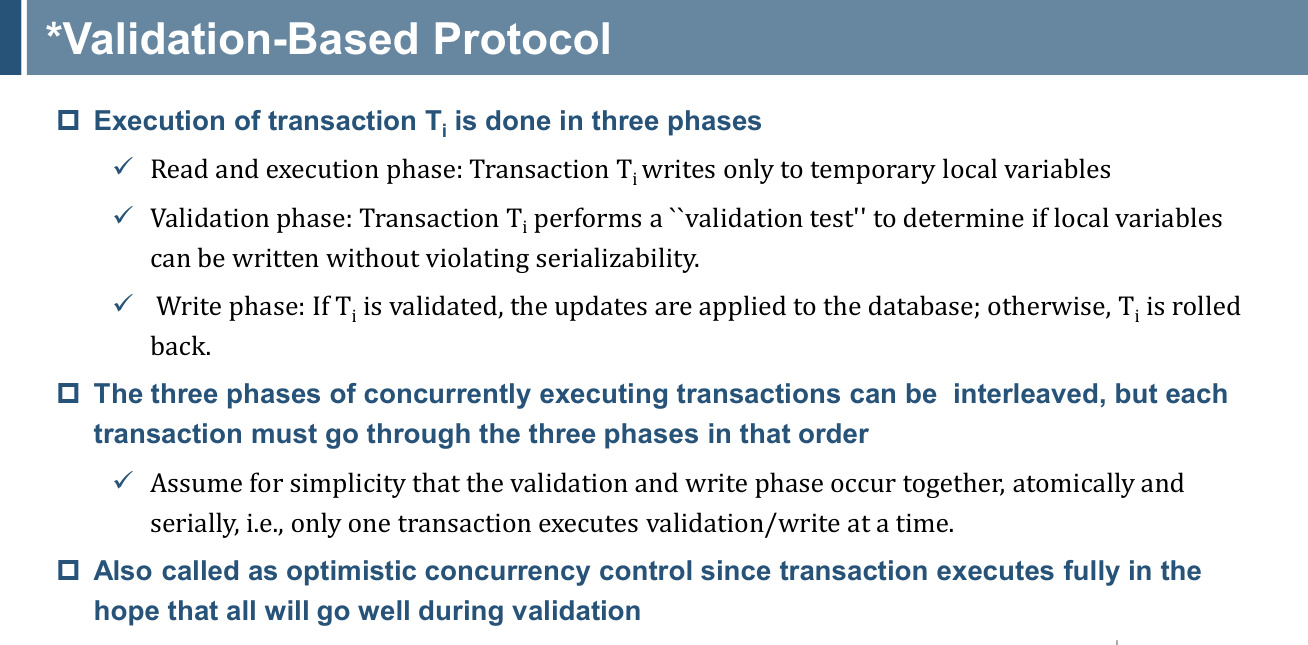 *Validation-Based Protocol
Execution of transaction Ti is done in three phases
✓ Read and execution phase: Transaction Ti writes only to temporary local variables
✓ Validation phase: Transaction Ti performs a ``validation test'' to determine if local variables
can be written without violating serializability.
✓ Write phase: If Ti is validated, the updates are applied to the database; otherwise, Ti is rolled
back.
The three phases of concurrently executing transactions can be  interleaved, but each
transaction must go through the three phases in that order
✓ Assume for simplicity that the validation and write phase occur together, atomically and
serially, i.e., only one transaction executes validation/write at a time.
Also called as optimistic concurrency control since transaction executes fully in the
hope that all will go well during validation